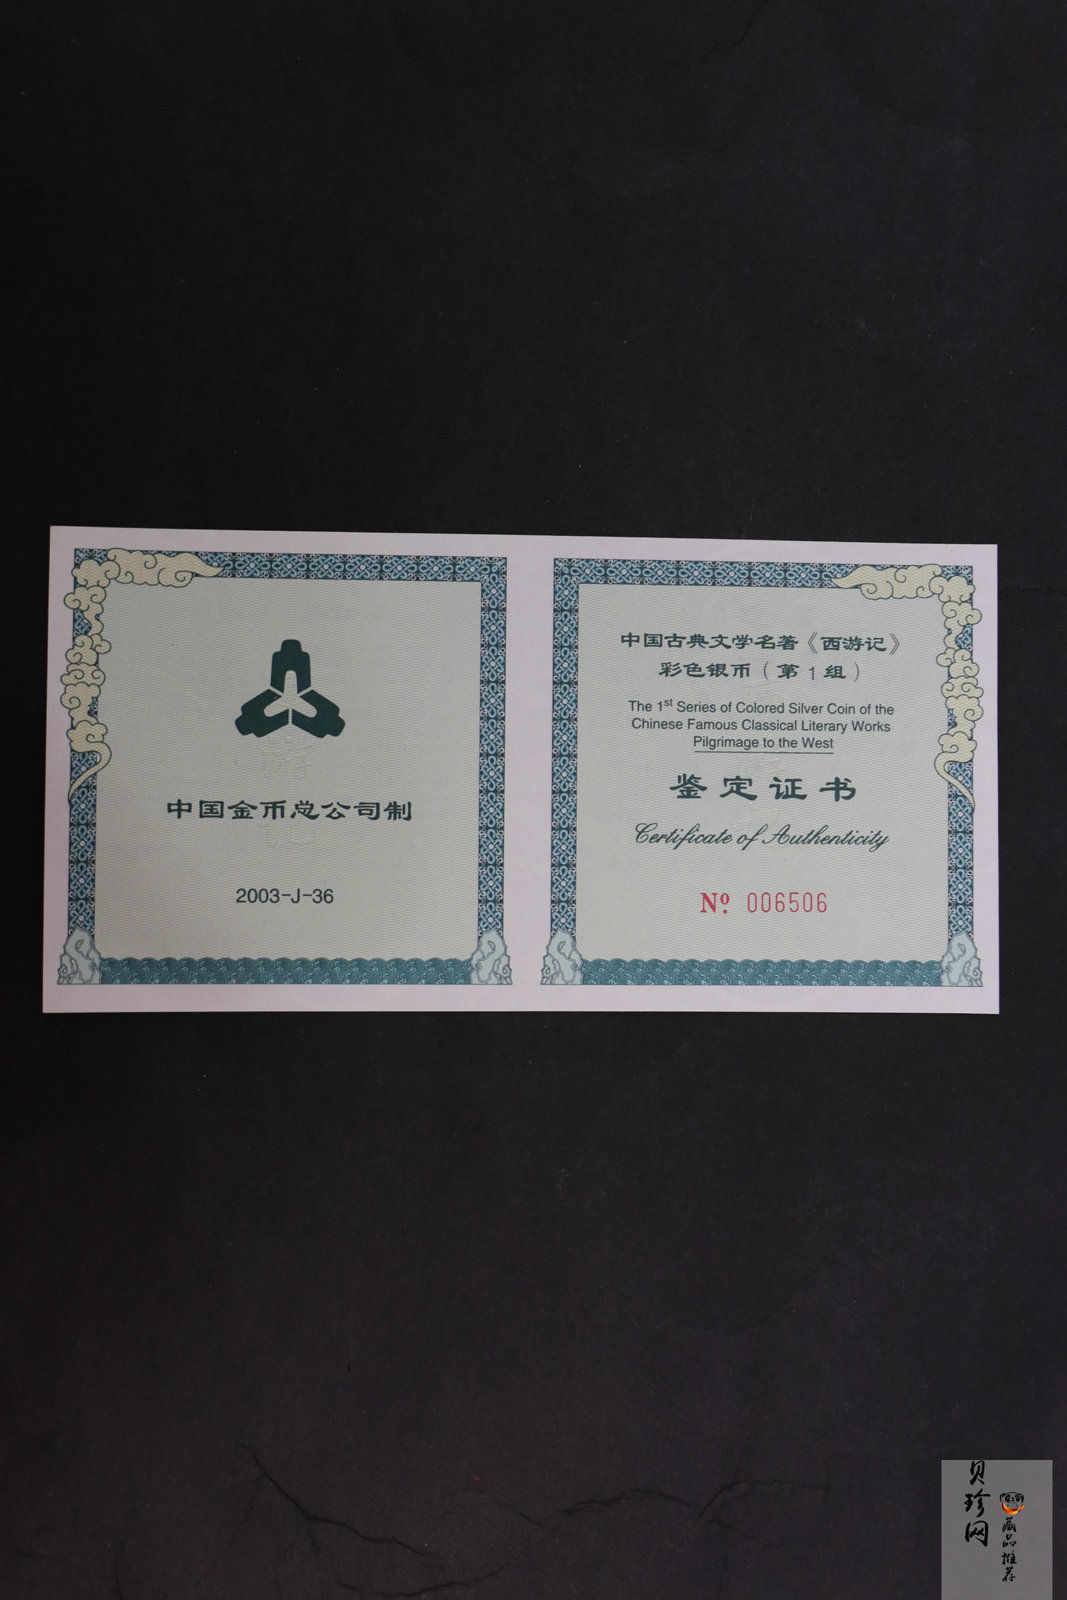 中国金币总公司制
2003-J-36
中国古典文学名著《西游记》
彩色银币（第1组）
The 1st Series of Colored Silver Coin of the
Chinese Famous Classical Literary Works
Pilgrimage to the West
鉴定证书
Certificate of Authenticity
Nº 006506
贝珍网
藏品推荐